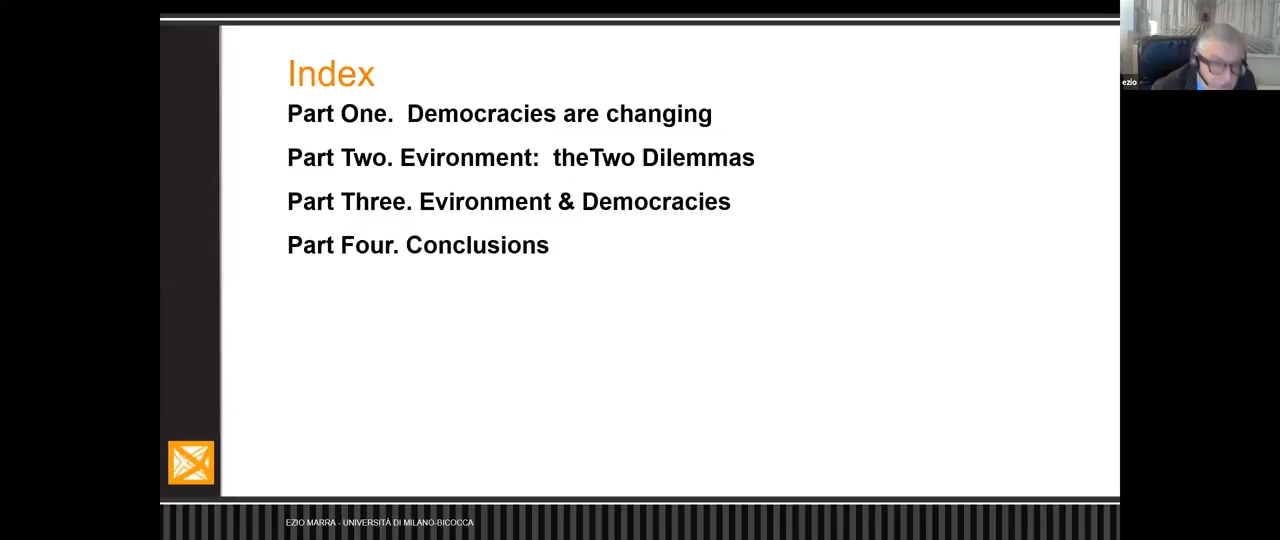 Index
Part One.  Democracies are changing
Part Two. Evironment:  theTwo Dilemmas
Part Three. Evironment & Democracies
Part Four. Conclusions
ezio
EZIO MARRA - UNIVERSITÀ DI MILANO-BICOCCA